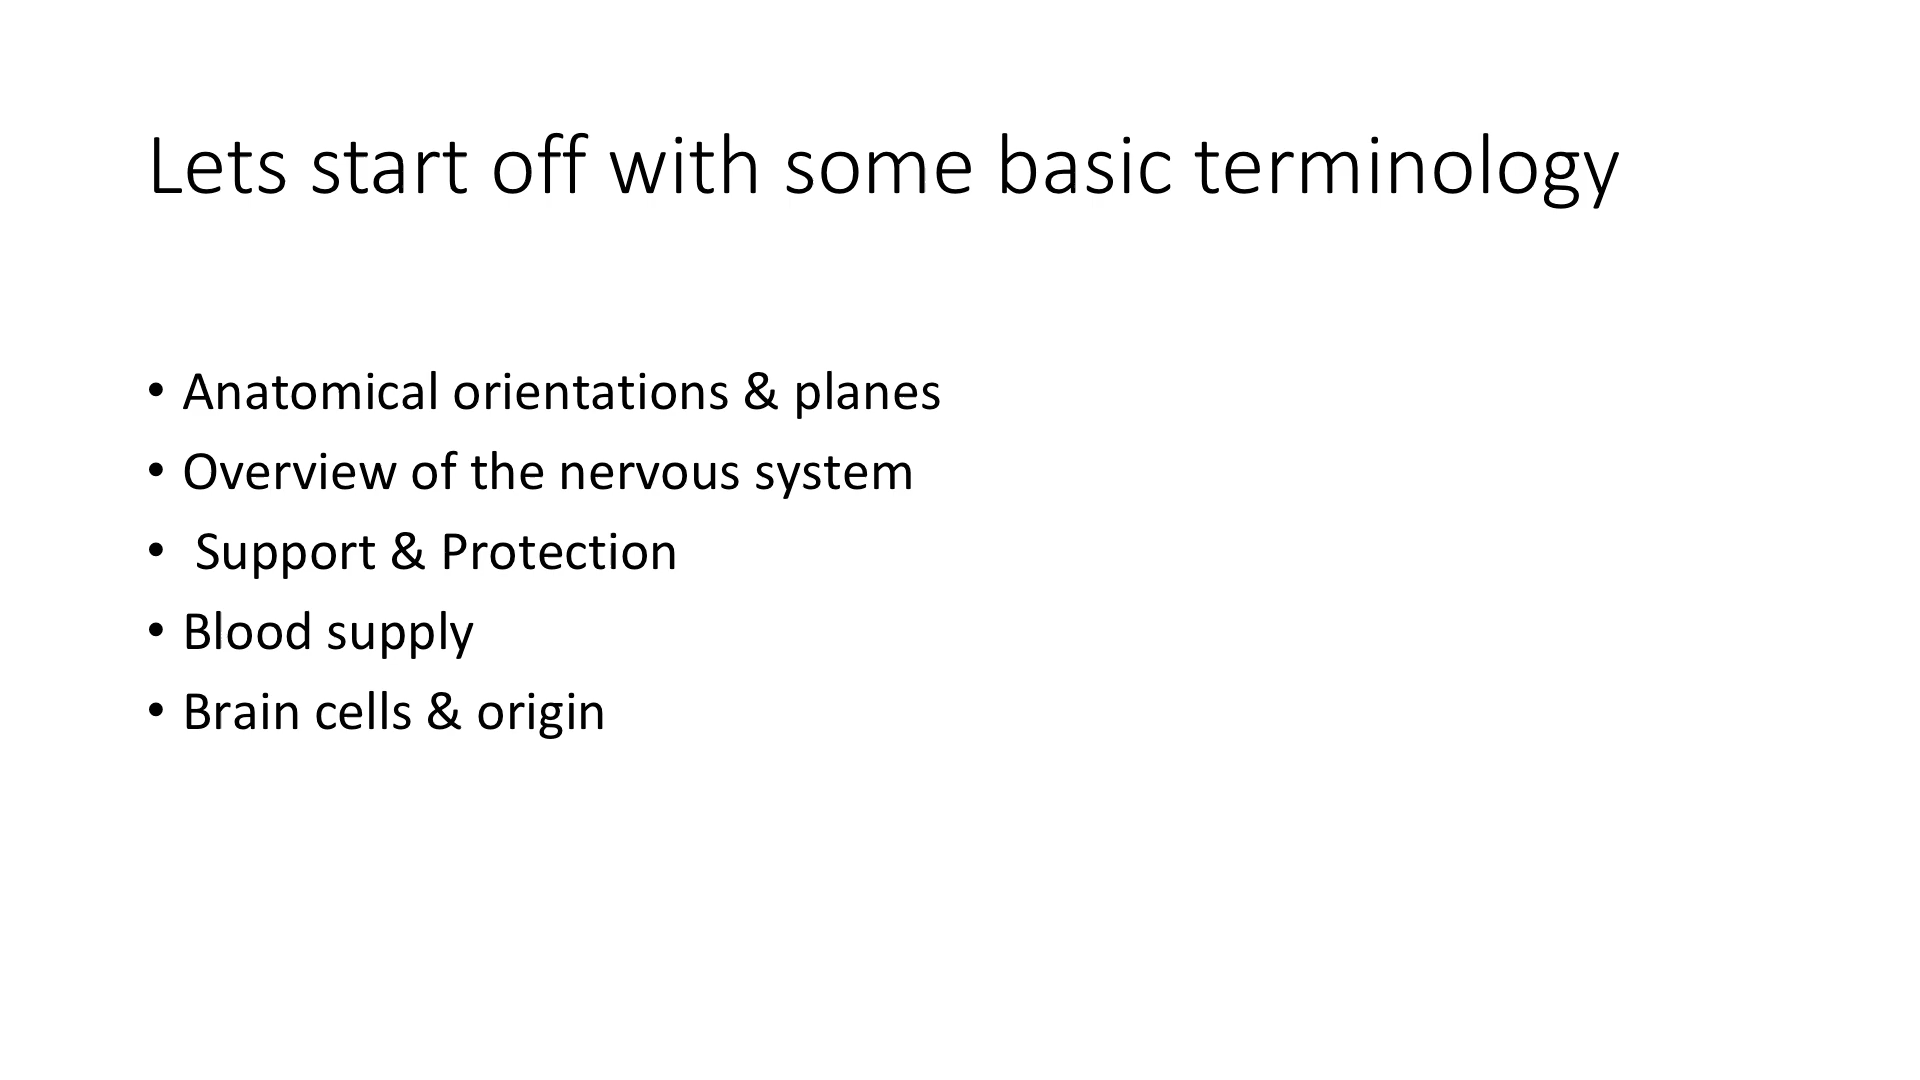 Lets start off with some basic terminology
• Anatomical orientations & planes
• Overview of the nervous system
• Support & Protection
• Blood supply
• Brain cells & origin